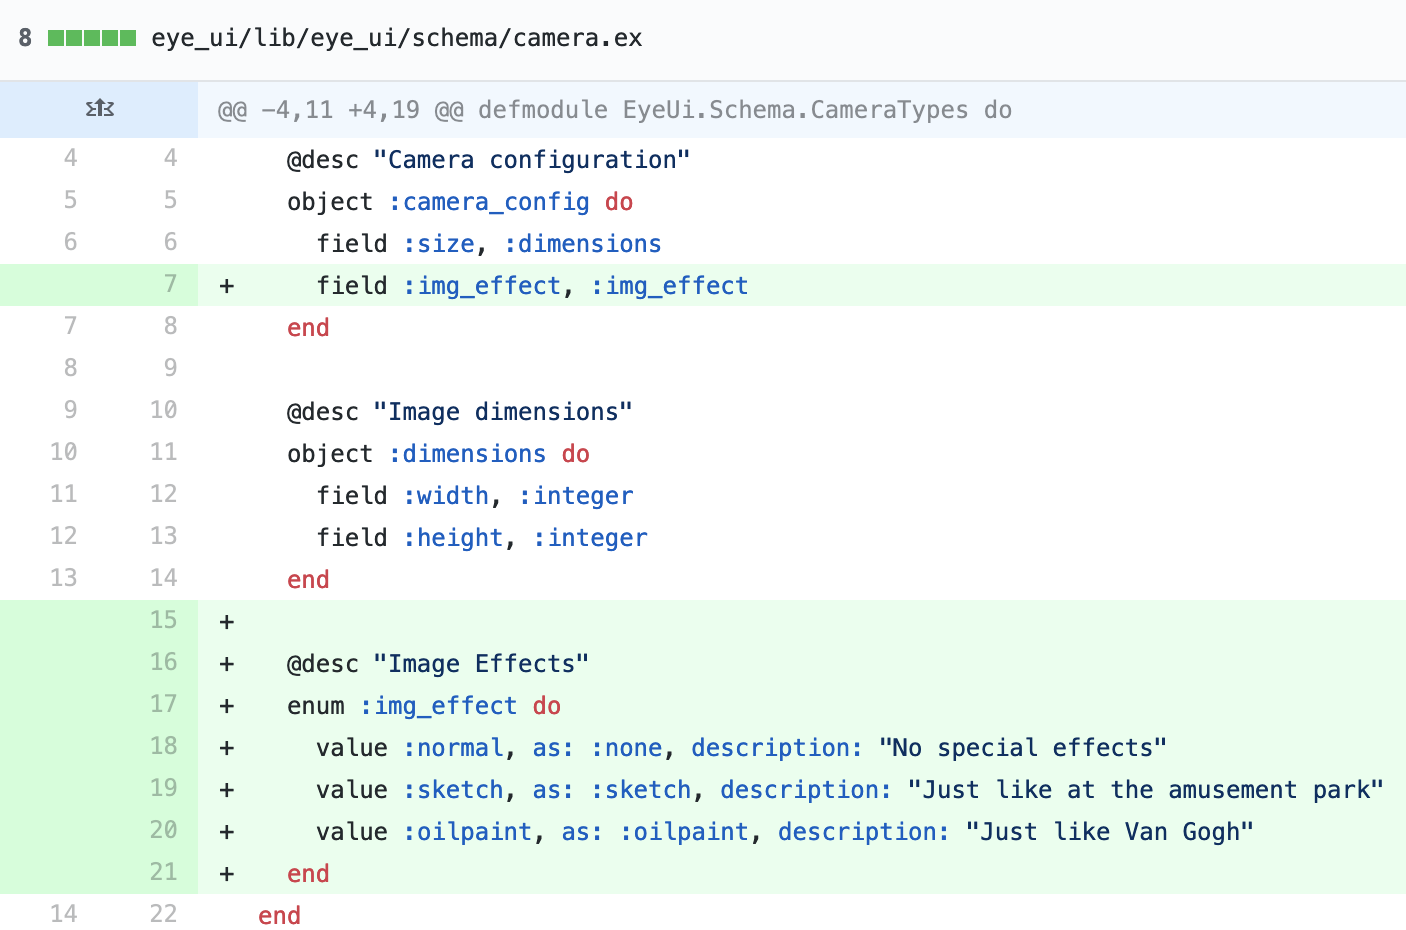 8 eye_ui/lib/eye_ui/schema/camera.ex
@@ -4,11 +4,19 @@ defmodule EyeUi.Schema.CameraTypes do
4 4 @desc "Camera configuration"
5 5 object :camera_config do
6 6 field :size, :dimensions
7 + field :img_effect, :img_effect
7 8 end
8 9
9 10 @desc "Image dimensions"
10 11 object :dimensions do
11 12 field :width, :integer
12 13 field :height, :integer
13 14 end
15 +
16 + @desc "Image Effects"
17 + enum :img_effect do
18 + value :normal, as: :none, description: "No special effects"
19 + value :sketch, as: :sketch, description: "Just like at the amusement park"
20 + value :oilpaint, as: :oilpaint, description: "Just like Van Gogh"
21 + end
14 22 end